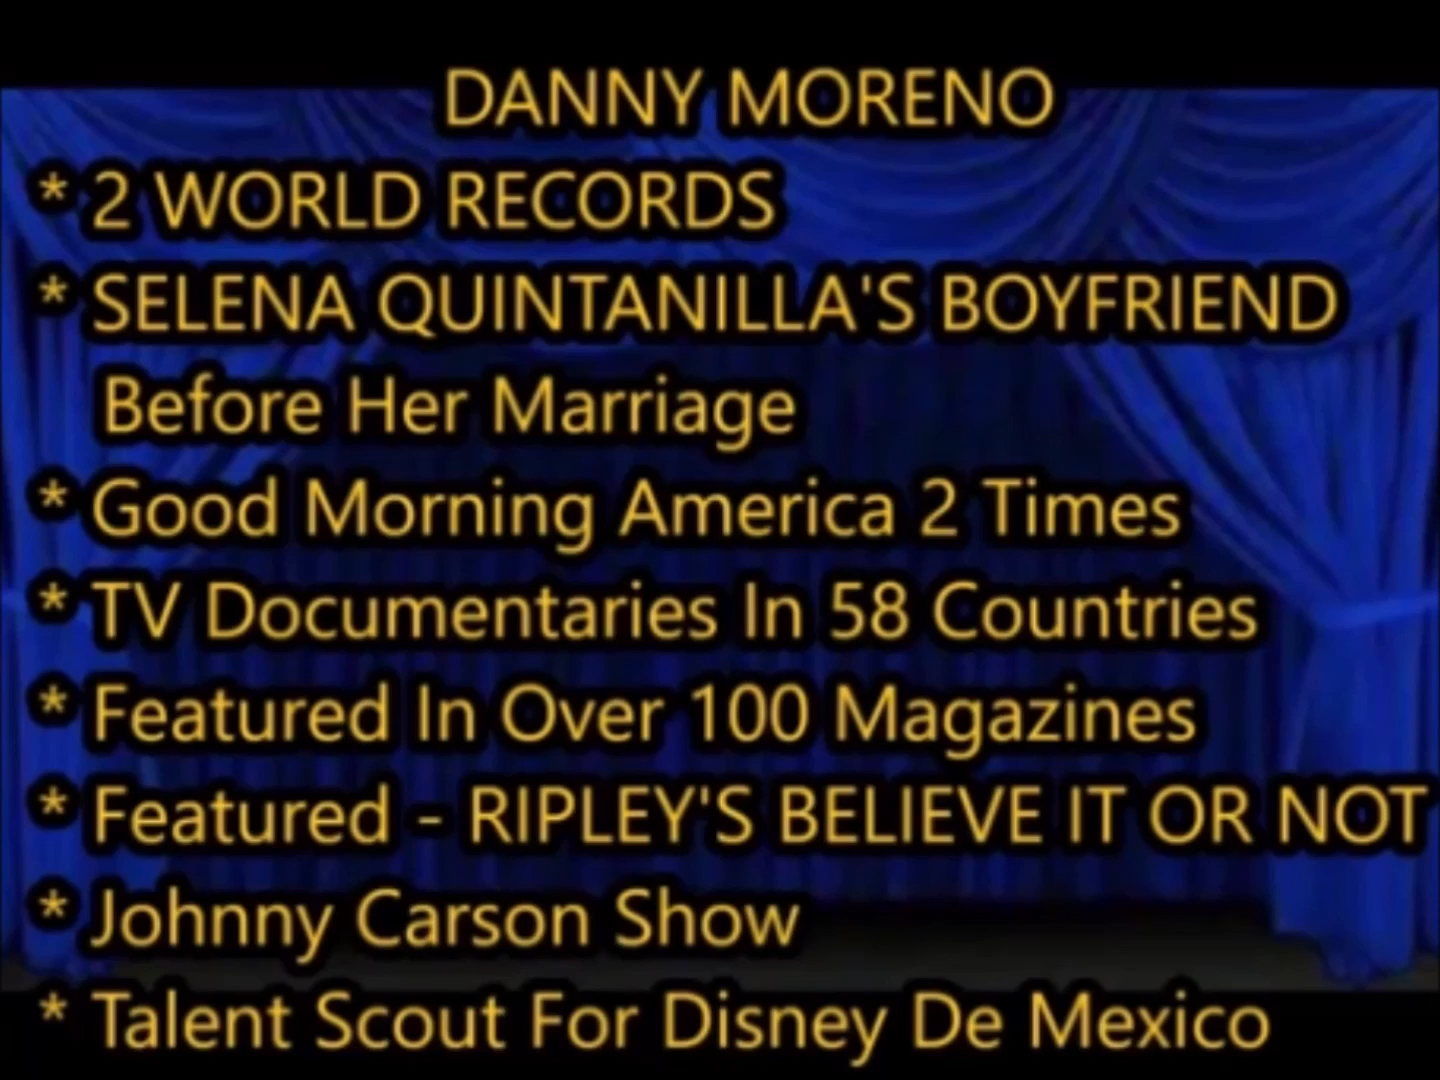 DANNY MORENO
* 2 WORLD RECORDS
* SELENA QUINTANILLA'S BOYFRIEND
Before Her Marriage
* Good Morning America 2 Times
* TV Documentaries In 58 Countries
* Featured In Over 100 Magazines
* Featured - RIPLEY'S BELIEVE IT OR NOT
* Johnny Carson Show
* Talent Scout For Disney De Mexico